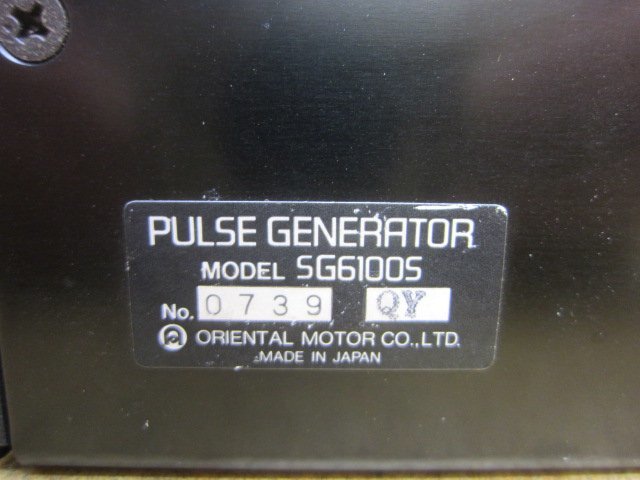 PULSE GENERATOR
MODEL SG6100S
No. 0739 QY
ORIENTAL MOTOR CO.,LTD.
MADE IN JAPAN